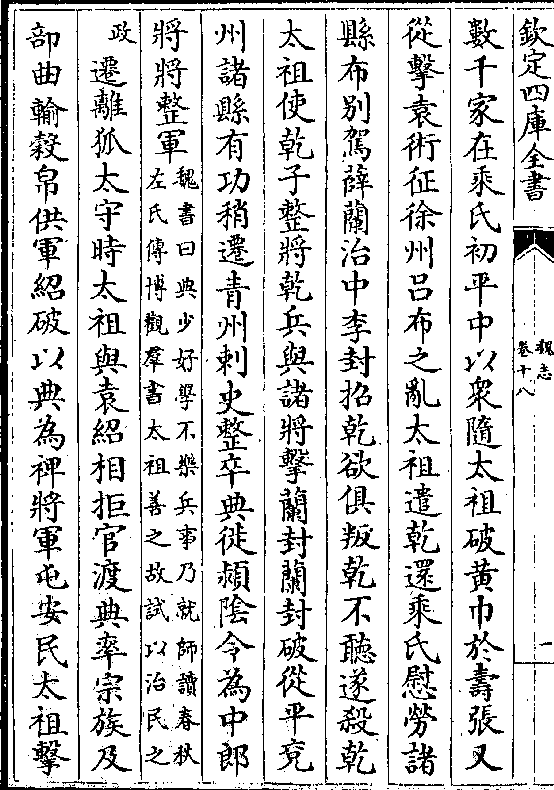 欽定四庫全書
魏志
卷十八
一
數千家在乘氏初平中以衆隨太祖破黄巾於壽張又
從擊袁術征徐州吕布之亂太祖遣乾還乘氏慰勞諸
縣布别駕薛蘭治中李封招乾欲俱叛乾不聽遂殺乾
太祖使乾子整將乾兵與諸將擊蘭封蘭封破從平兗
州諸縣有功稍遷青州刺史整卒典徙頻隂令為中郎
將將整軍
魏書曰典少好學不樂兵事乃就師讀春秋
左氏傳博觀羣書太祖善之故試以治民之
政
遷離狐太守時太祖與袁紹相拒官渡典率宗族及
部曲輸穀帛供軍紹破以典為裨將軍屯安民太祖擊